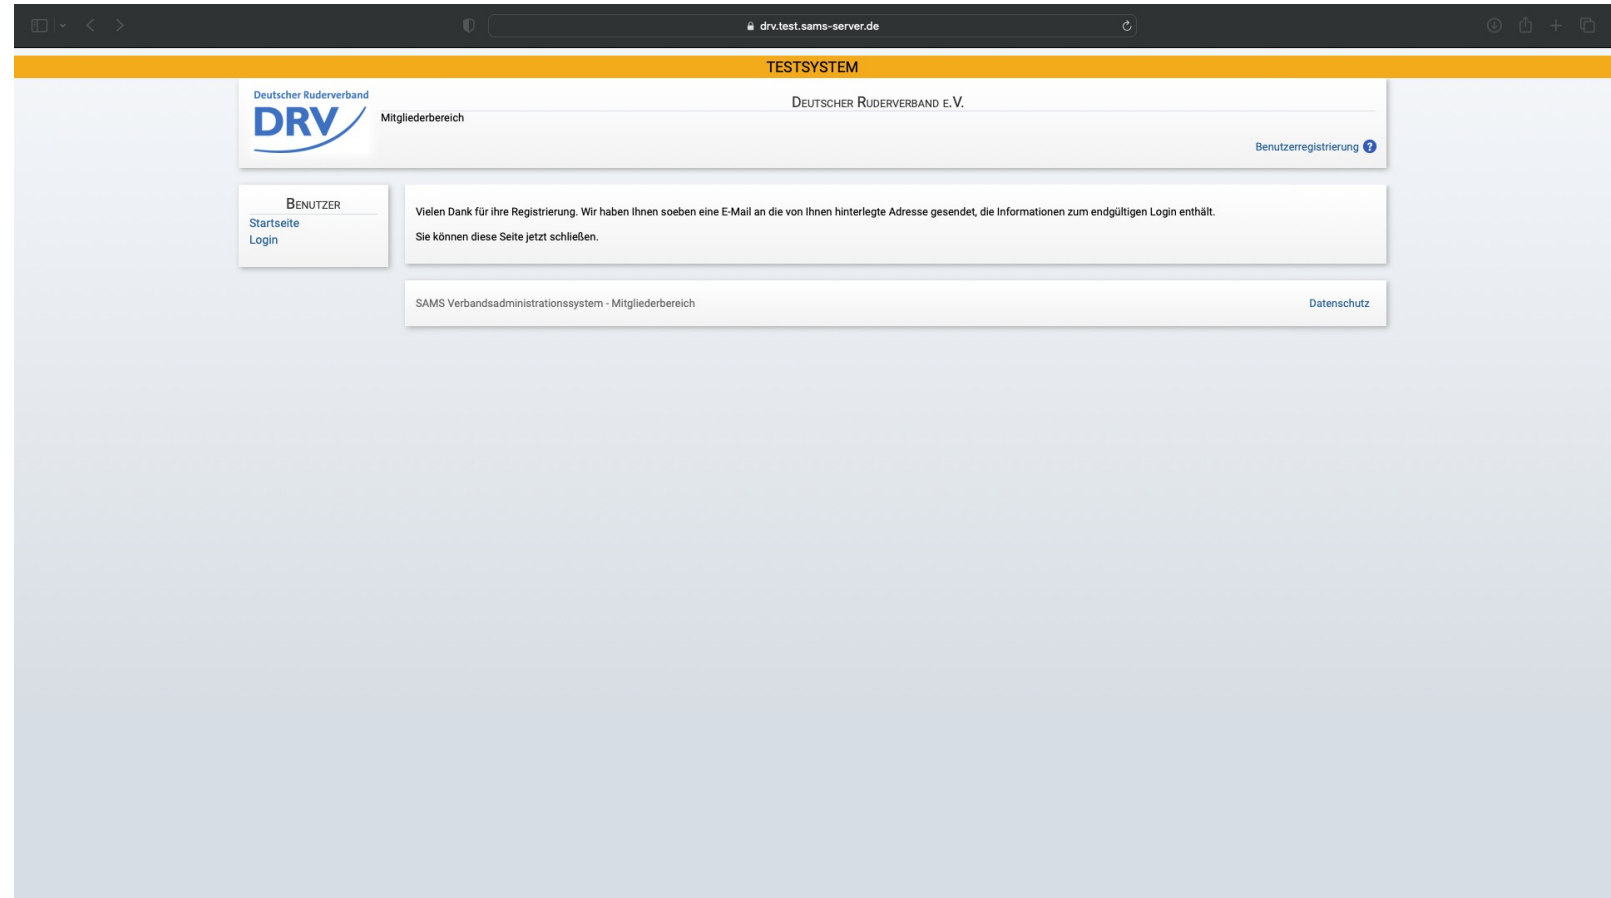 drv.test.sams-server.de
TESTSYSTEM
Deutscher Ruderverband
DRV
DEUTSCHER RUDERVERBAND E.V.
Mitgliederbereich
Benutzerregistrierung ?
BENUTZER
Startseite
Login
Vielen Dank für ihre Registrierung. Wir haben Ihnen soeben eine E-Mail an die von Ihnen hinterlegte Adresse gesendet, die Informationen zum endgültigen Login enthält.
Sie können diese Seite jetzt schließen.
SAMS Verbandsadministrationssystem - Mitgliederbereich
Datenschutz